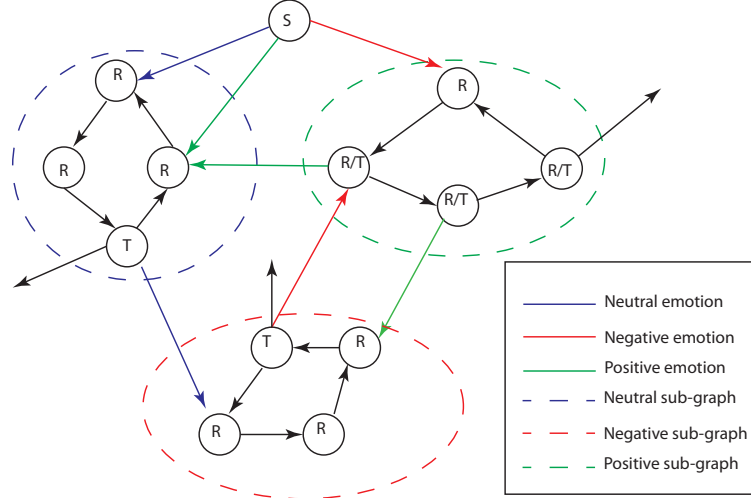 S
R
R
R
R
T
R/T
R/T
R/T
T
R
R
R
Neutral emotion
Negative emotion
Positive emotion
Neutral sub-graph
Negative sub-graph
Positive sub-graph